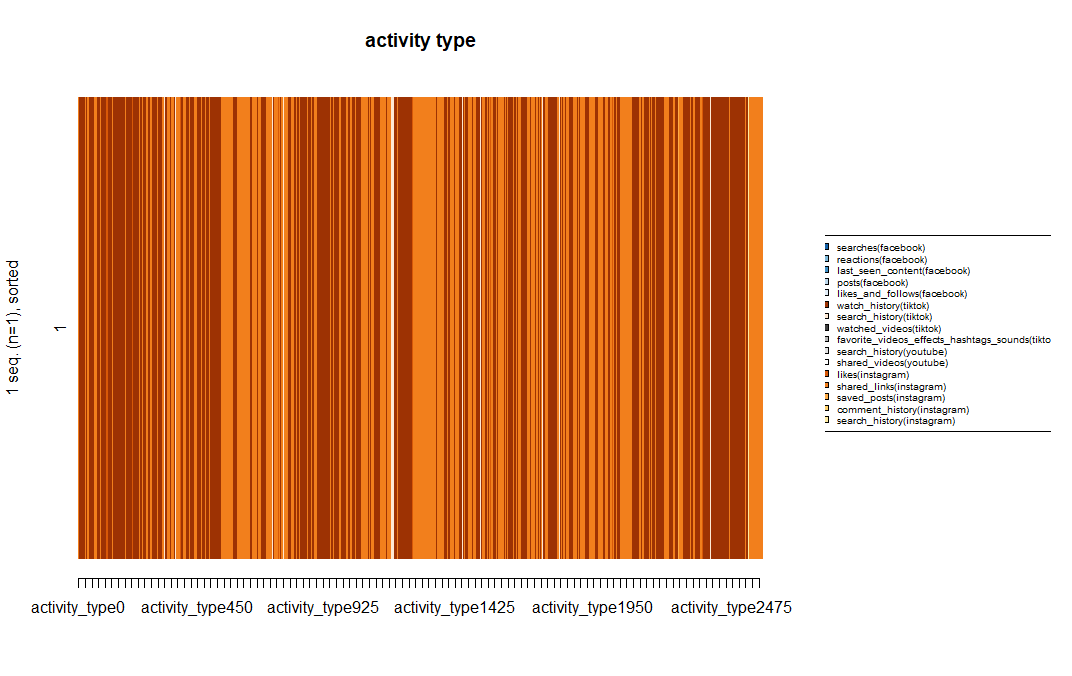 activity type
1 seq. (n=1), sorted
1
activity_type0
activity_type450
activity_type925
activity_type1425
activity_type1950
activity_type2475
searches(facebook)
reactions(facebook)
last_seen_content(facebook)
posts(facebook)
likes_and_follows(facebook)
watch_history(tiktok)
search_history(tiktok)
watched_videos(tiktok)
favorite_videos_effects_hashtags_sounds(tikto
search_history(youtube)
shared_videos(youtube)
likes(instagram)
shared_links(instagram)
saved_posts(instagram)
comment_history(instagram)
search_history(instagram)